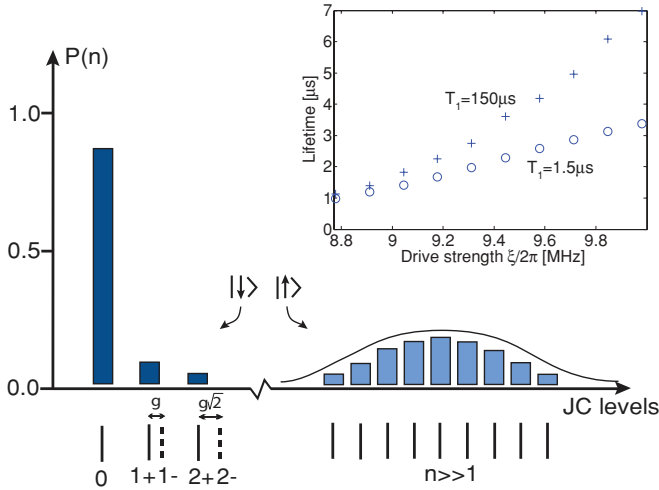 P(n)
1.0
0.5
0.0
|↓⟩ |↑⟩
g
g√2
0
1+1-
2+2-
n>>1
JC levels
Lifetime [μs]
7
6
5
4
3
2
1
0
T₁=150μs
T₁=1.5μs
8.8 9 9.2 9.4 9.6 9.8
Drive strength ξ/2π [MHz]